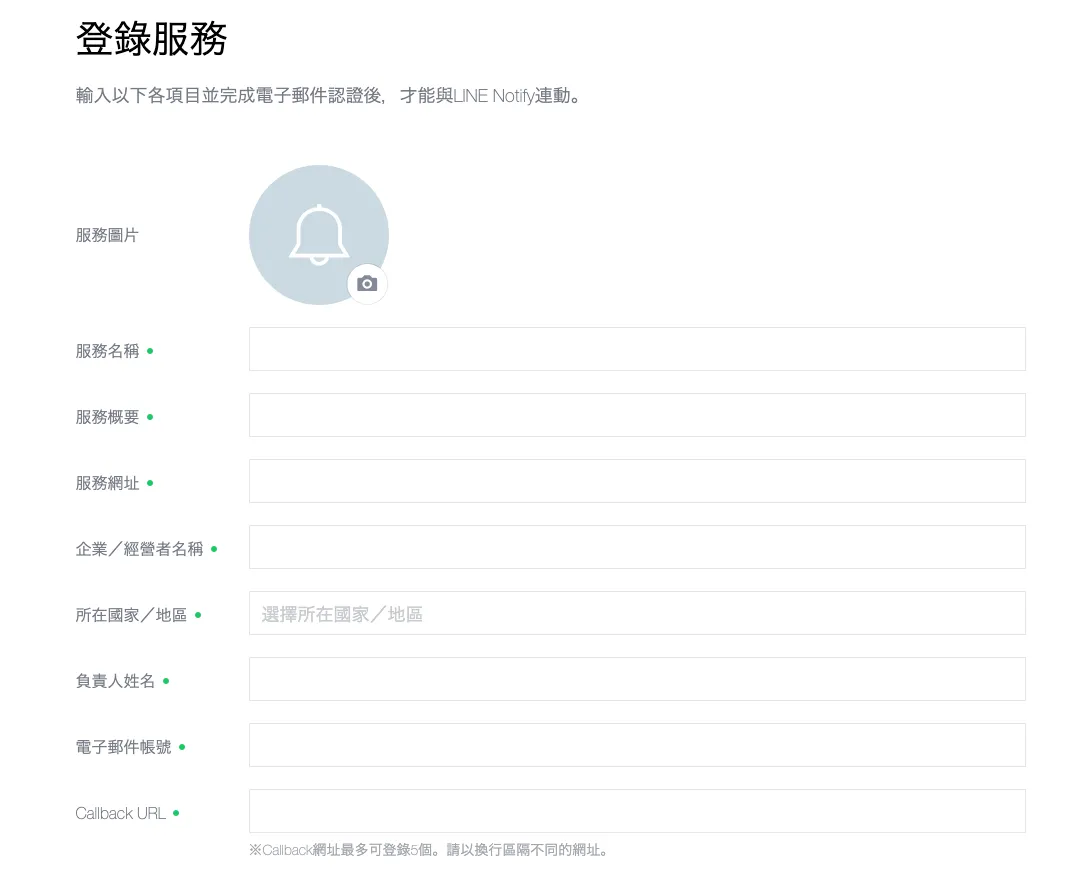 登錄服務
輸入以下各項目並完成電子郵件認證後，才能與LINE Notify連動。
服務圖片
服務名稱
服務概要
服務網址
企業／經營者名稱
所在國家／地區 選擇所在國家／地區
負責人姓名
電子郵件帳號
Callback URL
※Callback網址最多可登錄5個。請以換行區隔不同的網址。